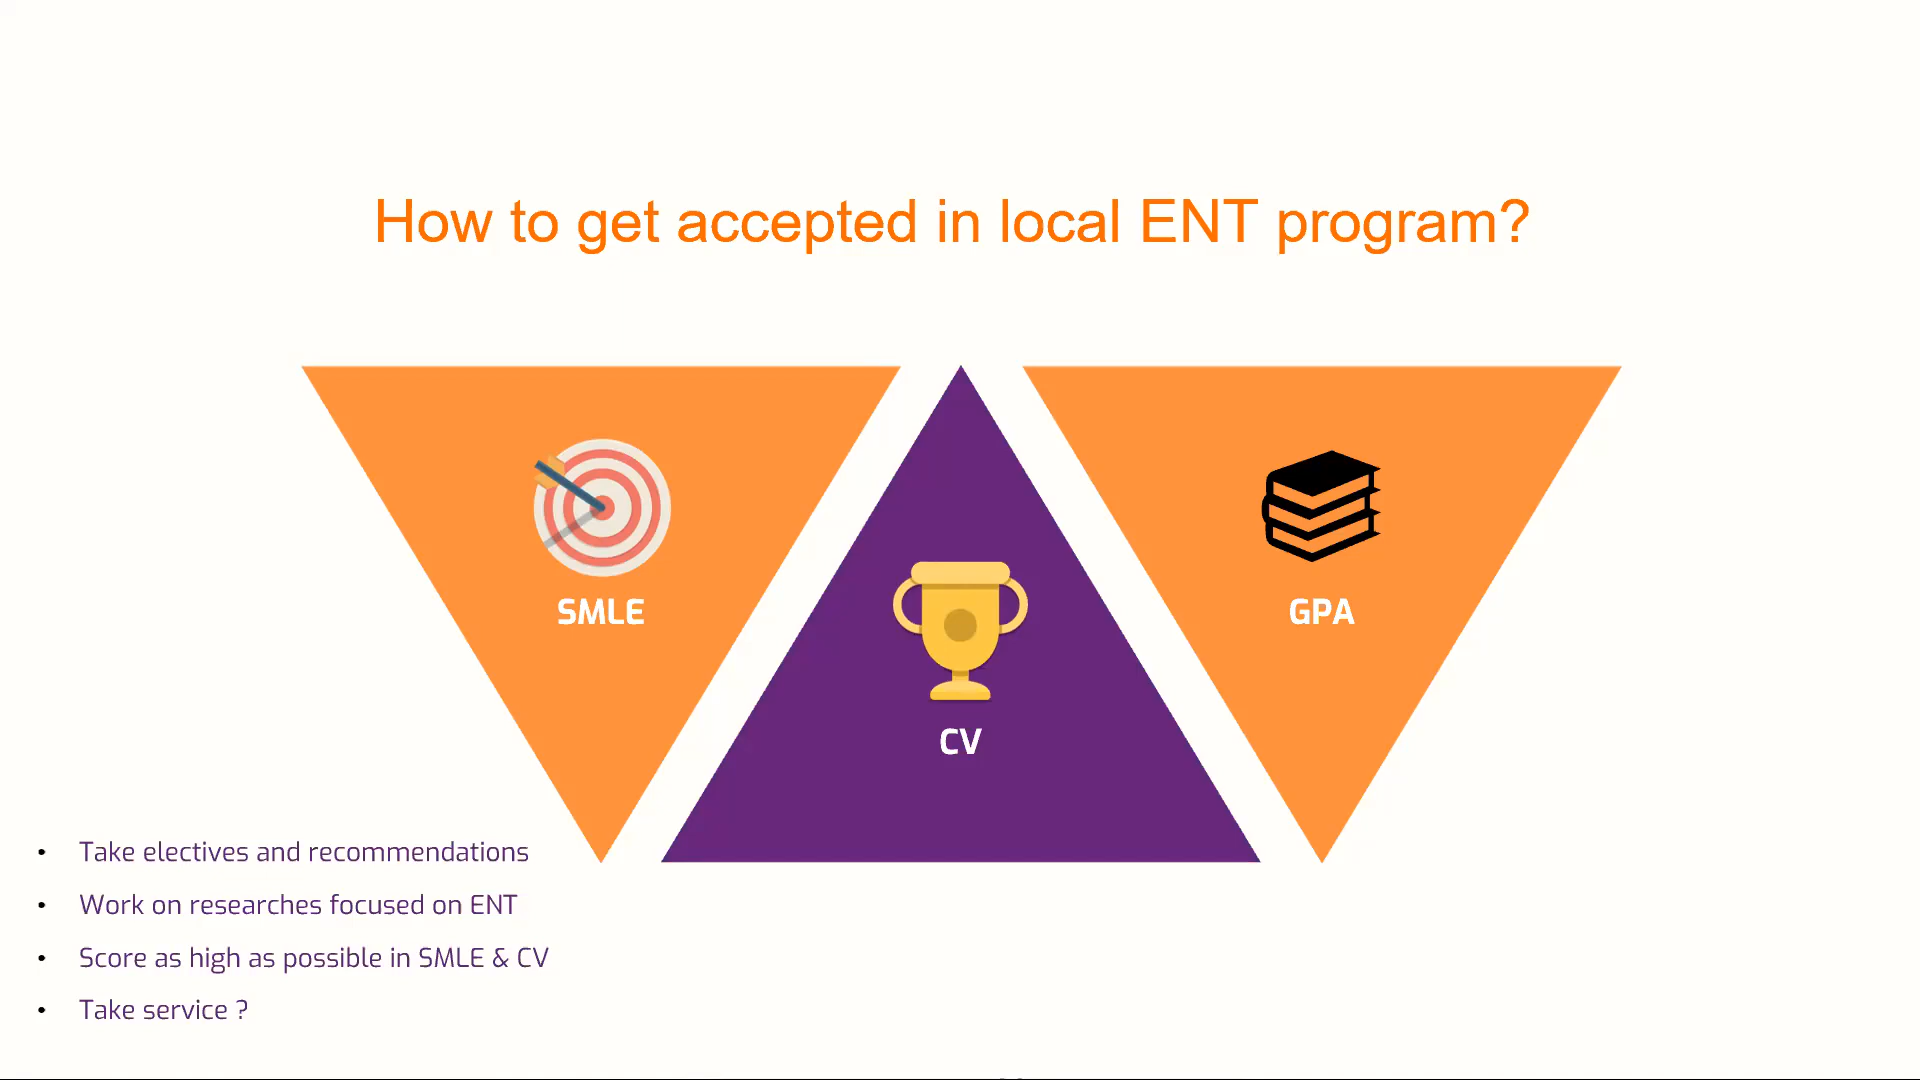 How to get accepted in local ENT program?
SMLE
CV
GPA
• Take electives and recommendations
• Work on researches focused on ENT
• Score as high as possible in SMLE & CV
• Take service ?